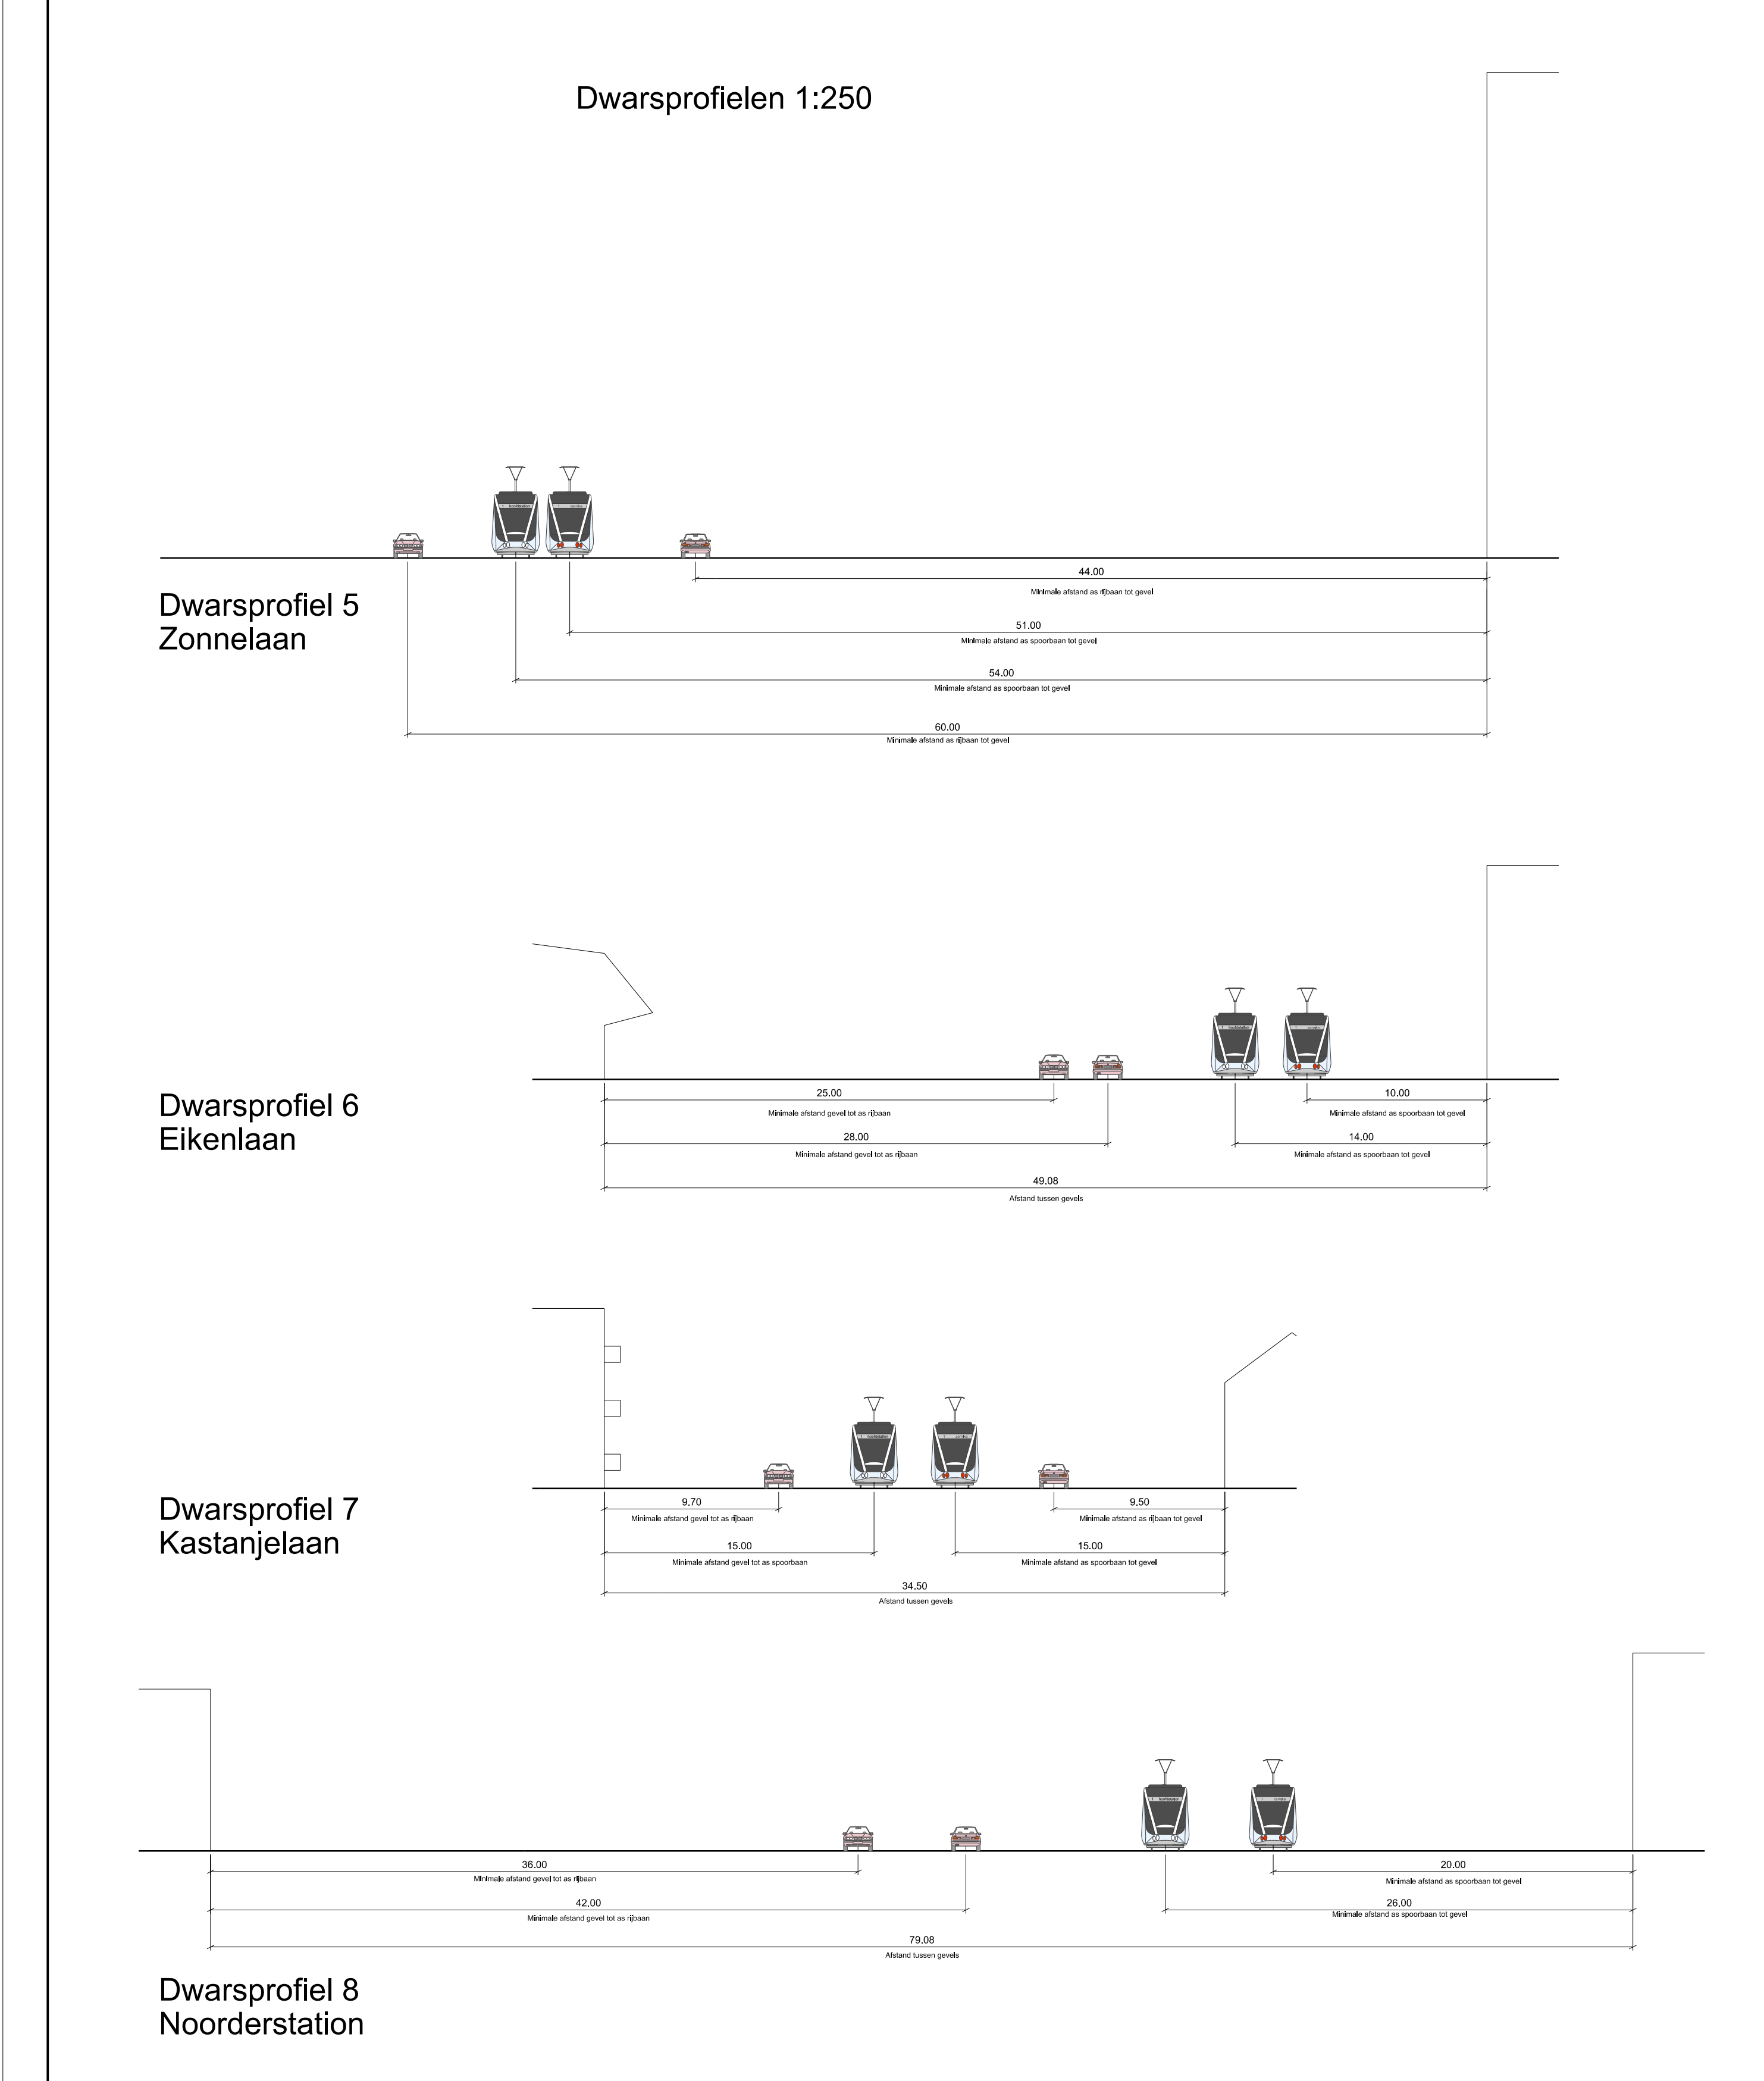 Dwarsprofielen 1:250
44.00
Minimale afstand as rijbaan tot gevel
Dwarsprofiel 5
Zonnelaan
51.00
Minimale afstand as spoorbaan tot gevel
54.00
Minimale afstand as spoorbaan tot gevel
60.00
Minimale afstand as rijbaan tot gevel
25.00
10.00
Minimale afstand gevel tot as rijbaan
Minimale afstand as spoorbaan tot gevel
Dwarsprofiel 6
Eikenlaan
28.00
14.00
Minimale afstand gevel tot as rijbaan
Minimale afstand as spoorbaan tot gevel
49.08
Afstand tussen gevels
9.70
9.50
Minimale afstand gevel tot as rijbaan
Minimale afstand as rijbaan tot gevel
Dwarsprofiel 7
Kastanjelaan
15.00
15.00
Minimale afstand gevel tot as spoorbaan
Minimale afstand as spoorbaan tot gevel
34.50
Afstand tussen gevels
36.00
20.00
Minimale afstand gevel tot as rijbaan
Minimale afstand as spoorbaan tot gevel
42.00
26.00
Minimale afstand gevel tot as rijbaan
Minimale afstand as spoorbaan tot gevel
79.08
Afstand tussen gevels
Dwarsprofiel 8
Noorderstation